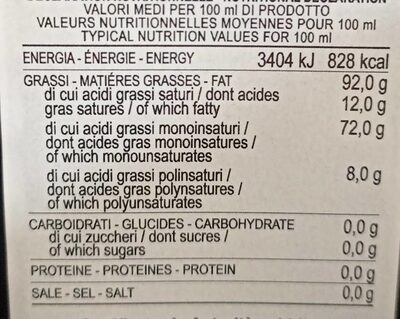 VALORI MEDI PER 100 ml DI PRODOTTO
VALEURS NUTRITIONNELLES MOYENNES POUR 100 ml
TYPICAL NUTRITION VALUES FOR 100 ml
ENERGIA - ÉNERGIE - ENERGY 3404 kJ 828 kcal
GRASSI - MATIÉRES GRASSES - FAT 92,0 g
di cui acidi grassi saturi / dont acides
gras satures / of which fatty 12,0 g
di cui acidi grassi monoinsaturi / 72,0 g
dont acides gras monoinsatures /
of which monounsaturates
di cui acidi grassi polinsaturi / 8,0 g
dont acides gras polynsatures /
of which polyunsaturates
CARBOIDRATI - GLUCIDES - CARBOHYDRATE 0,0 g
di cui zuccheri / dont sucres / 0,0 g
of which sugars
PROTEINE - PROTEINES - PROTEIN 0,0 g
SALE - SEL - SALT 0,0 g